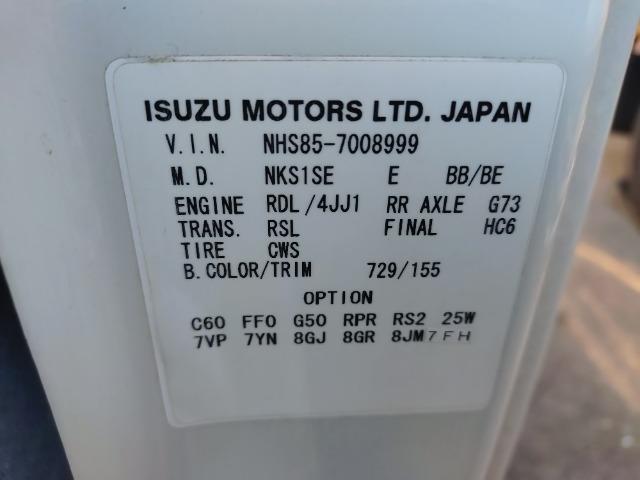 ISUZU MOTORS LTD. JAPAN
V.I.N. NHS85-7008999
M.D. NKS1SE E BB/BE
ENGINE RDL/4JJ1 RR AXLE G73
TRANS. RSL FINAL HC6
TIRE CWS
B.COLOR/TRIM 729/155
OPTION
C60 FF0 G50 RPR RS2 25W
7VP 7YN 8GJ 8GR 8JM 7FH